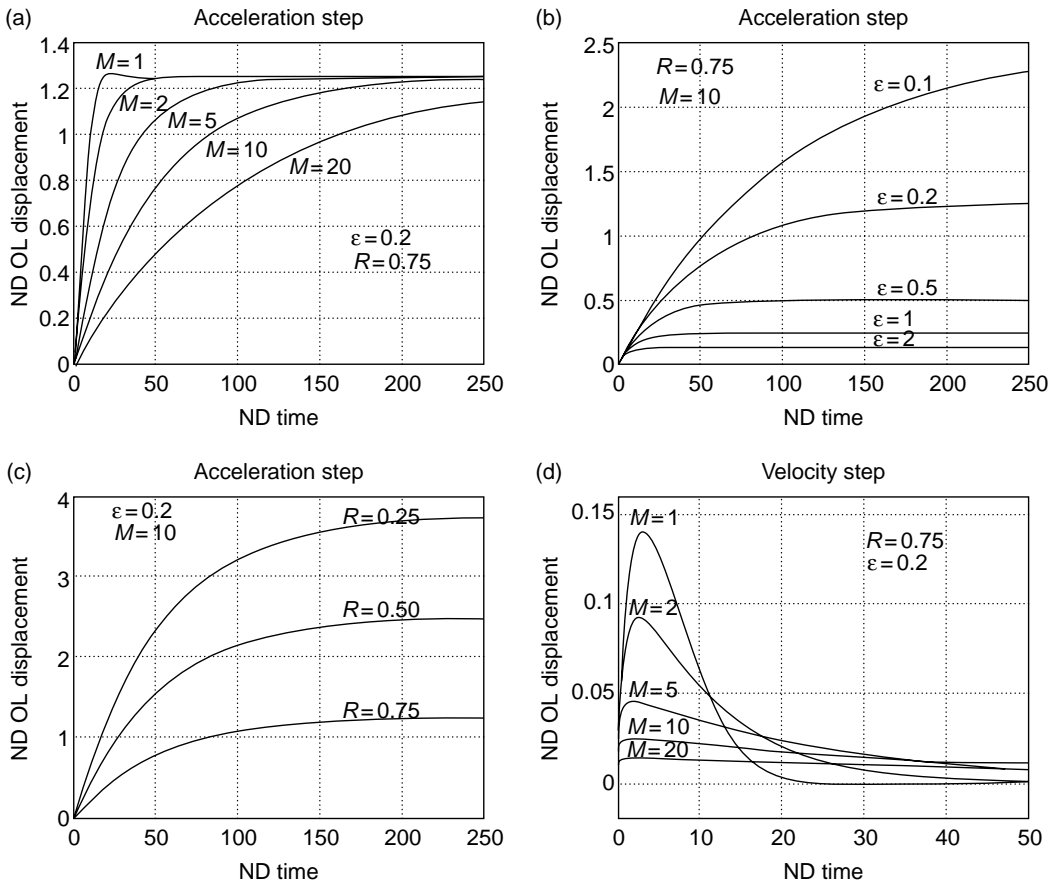 (a)
Acceleration step
1.4
1.2
1
0.8
0.6
0.4
0.2
0
ND OL displacement
M=1
M=2
M=5
M=10
M=20
ε=0.2
R=0.75
0 50 100 150 200 250
ND time
(b)
Acceleration step
2.5
2
1.5
1
0.5
0
ND OL displacement
R=0.75
M=10
ε=0.1
ε=0.2
ε=0.5
ε=1
ε=2
0 50 100 150 200 250
ND time
(c)
Acceleration step
4
3
2
1
0
ND OL displacement
ε=0.2
M=10
R=0.25
R=0.50
R=0.75
0 50 100 150 200 250
ND time
(d)
Velocity step
0.15
0.1
0.05
0
ND OL displacement
M=1
M=2
M=5
M=10
M=20
R=0.75
ε=0.2
0 10 20 30 40 50
ND time